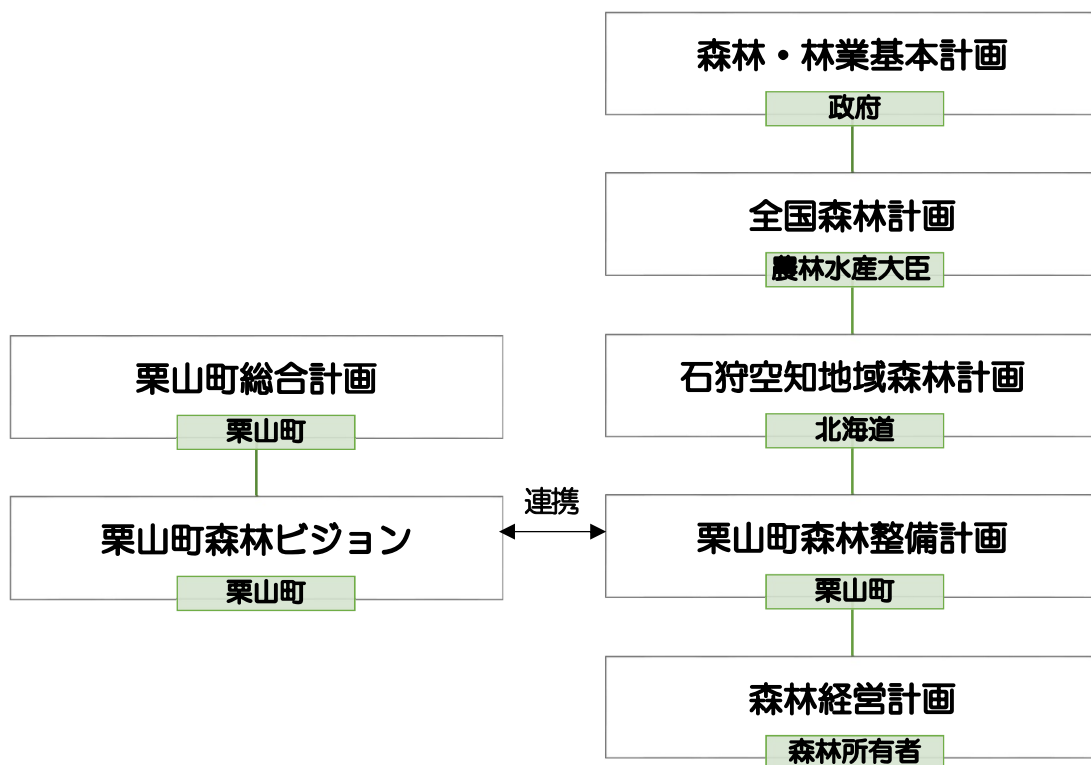 森林・林業基本計画
政府
全国森林計画
農林水産大臣
栗山町総合計画
栗山町
石狩空知地域森林計画
北海道
栗山町森林ビジョン
栗山町
連携
栗山町森林整備計画
栗山町
森林経営計画
森林所有者